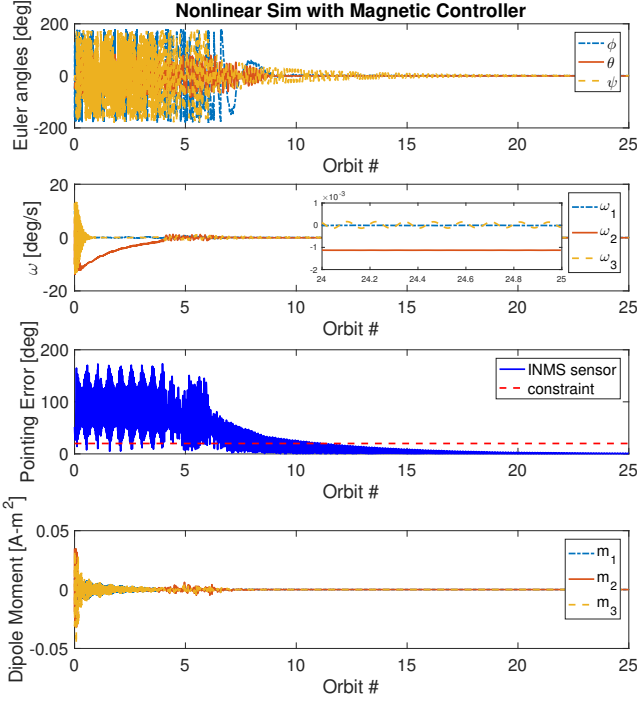 Nonlinear Sim with Magnetic Controller
200
0
-200
Euler angles [deg]
ϕ
θ
ψ
0 5 10 15 20 25
Orbit #
20
0
-20
ω [deg/s]
×10⁻³
1
0
-1
-2
24 24.2 24.4 24.6 24.8 25
ω₁
ω₂
ω₃
0 5 10 15 20 25
Orbit #
200
100
0
Pointing Error [deg]
INMS sensor
constraint
0 5 10 15 20 25
Orbit #
0.05
0
-0.05
Dipole Moment [A-m²]
m₁
m₂
m₃
0 5 10 15 20 25
Orbit #